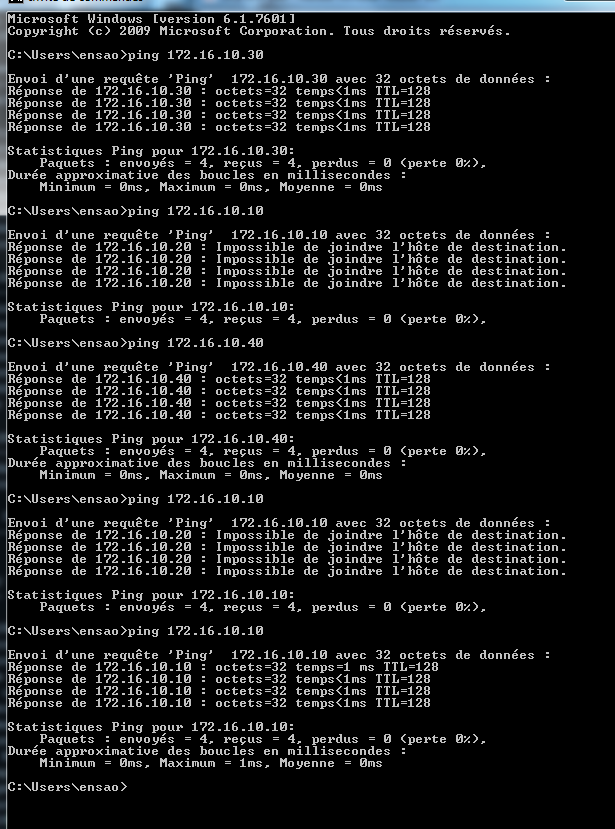 Microsoft Windows [version 6.1.7601]
Copyright (c) 2009 Microsoft Corporation. Tous droits réservés.
C:\Users\ensao>ping 172.16.10.30
Envoi d'une requête 'Ping'  172.16.10.30 avec 32 octets de données :
Réponse de 172.16.10.30 : octets=32 temps<1ms TTL=128
Réponse de 172.16.10.30 : octets=32 temps<1ms TTL=128
Réponse de 172.16.10.30 : octets=32 temps<1ms TTL=128
Réponse de 172.16.10.30 : octets=32 temps<1ms TTL=128
Statistiques Ping pour 172.16.10.30:
    Paquets : envoyés = 4, reçus = 4, perdus = 0 (perte 0%),
Durée approximative des boucles en millisecondes :
    Minimum = 0ms, Maximum = 0ms, Moyenne = 0ms
C:\Users\ensao>ping 172.16.10.10
Envoi d'une requête 'Ping'  172.16.10.10 avec 32 octets de données :
Réponse de 172.16.10.20 : Impossible de joindre l'hôte de destination.
Réponse de 172.16.10.20 : Impossible de joindre l'hôte de destination.
Réponse de 172.16.10.20 : Impossible de joindre l'hôte de destination.
Réponse de 172.16.10.20 : Impossible de joindre l'hôte de destination.
Statistiques Ping pour 172.16.10.10:
    Paquets : envoyés = 4, reçus = 4, perdus = 0 (perte 0%),
C:\Users\ensao>ping 172.16.10.40
Envoi d'une requête 'Ping'  172.16.10.40 avec 32 octets de données :
Réponse de 172.16.10.40 : octets=32 temps<1ms TTL=128
Réponse de 172.16.10.40 : octets=32 temps<1ms TTL=128
Réponse de 172.16.10.40 : octets=32 temps<1ms TTL=128
Réponse de 172.16.10.40 : octets=32 temps<1ms TTL=128
Statistiques Ping pour 172.16.10.40:
    Paquets : envoyés = 4, reçus = 4, perdus = 0 (perte 0%),
Durée approximative des boucles en millisecondes :
    Minimum = 0ms, Maximum = 0ms, Moyenne = 0ms
C:\Users\ensao>ping 172.16.10.10
Envoi d'une requête 'Ping'  172.16.10.10 avec 32 octets de données :
Réponse de 172.16.10.20 : Impossible de joindre l'hôte de destination.
Réponse de 172.16.10.20 : Impossible de joindre l'hôte de destination.
Réponse de 172.16.10.20 : Impossible de joindre l'hôte de destination.
Réponse de 172.16.10.20 : Impossible de joindre l'hôte de destination.
Statistiques Ping pour 172.16.10.10:
    Paquets : envoyés = 4, reçus = 4, perdus = 0 (perte 0%),
C:\Users\ensao>ping 172.16.10.10
Envoi d'une requête 'Ping'  172.16.10.10 avec 32 octets de données :
Réponse de 172.16.10.10 : octets=32 temps=1 ms TTL=128
Réponse de 172.16.10.10 : octets=32 temps<1ms TTL=128
Réponse de 172.16.10.10 : octets=32 temps<1ms TTL=128
Réponse de 172.16.10.10 : octets=32 temps<1ms TTL=128
Statistiques Ping pour 172.16.10.10:
    Paquets : envoyés = 4, reçus = 4, perdus = 0 (perte 0%),
Durée approximative des boucles en millisecondes :
    Minimum = 0ms, Maximum = 1ms, Moyenne = 0ms
C:\Users\ensao>